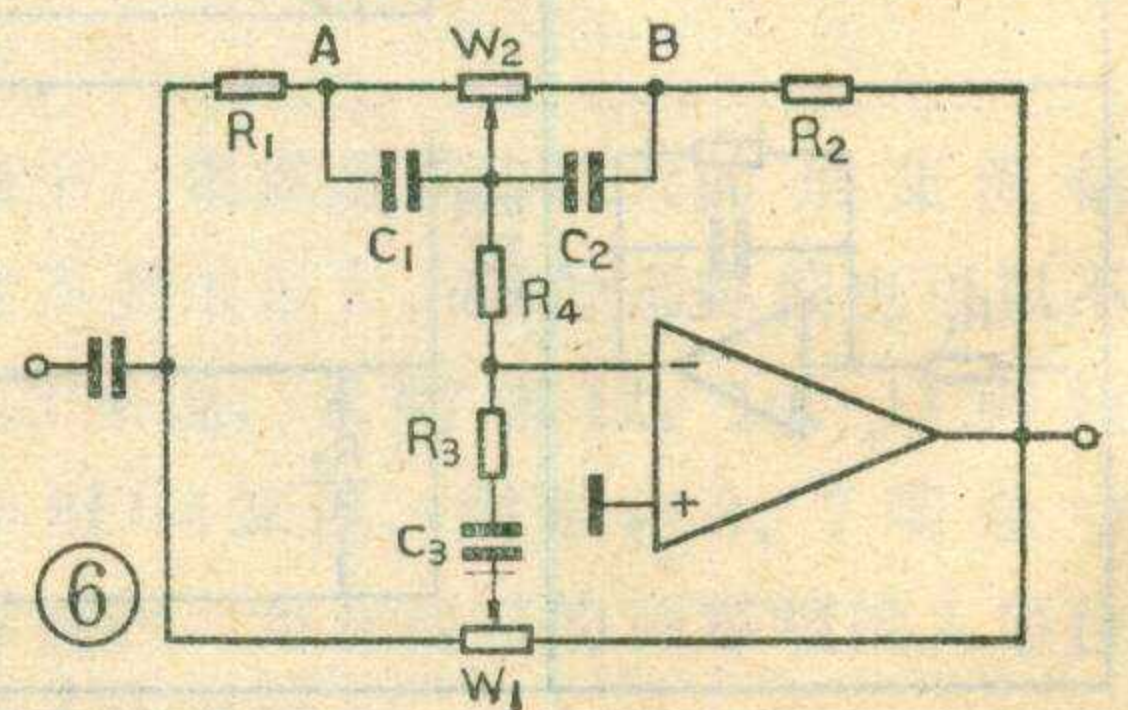 A W₂ B
R₁ R₂
C₁ C₂
R₄
−
R₃
+
C₃
⑥
W₁